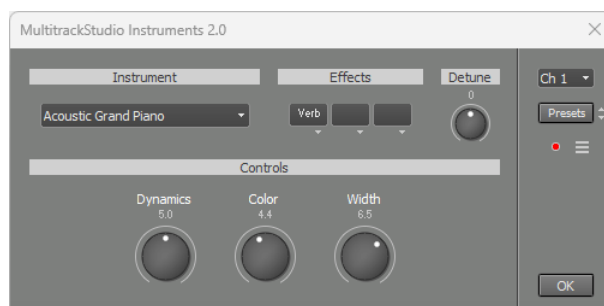 MultitrackStudio Instruments 2.0
Instrument
Effects
Detune
0
Ch 1
Acoustic Grand Piano
Verb
Presets
Controls
Dynamics
Color
Width
5.0
4.4
6.5
OK